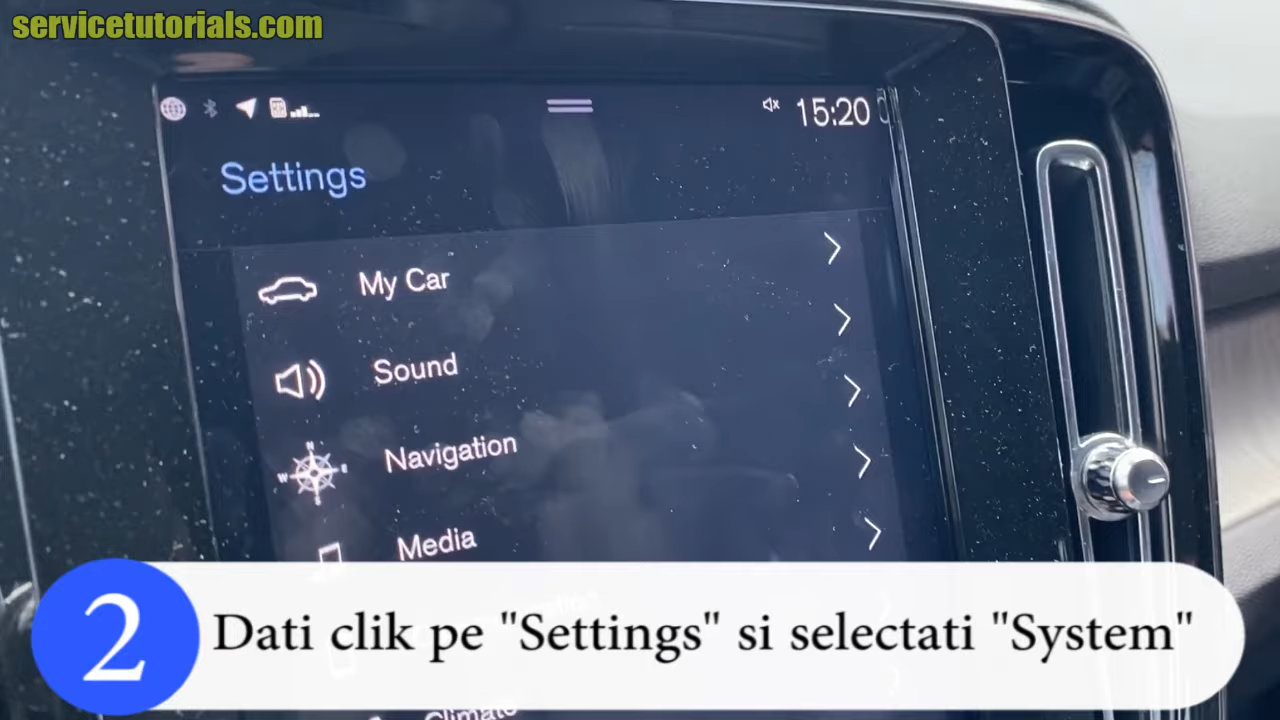 servicetutorials.com
15:20
Settings
My Car
Sound
Navigation
Media
2
Dati clik pe "Settings" si selectati "System"
Climate